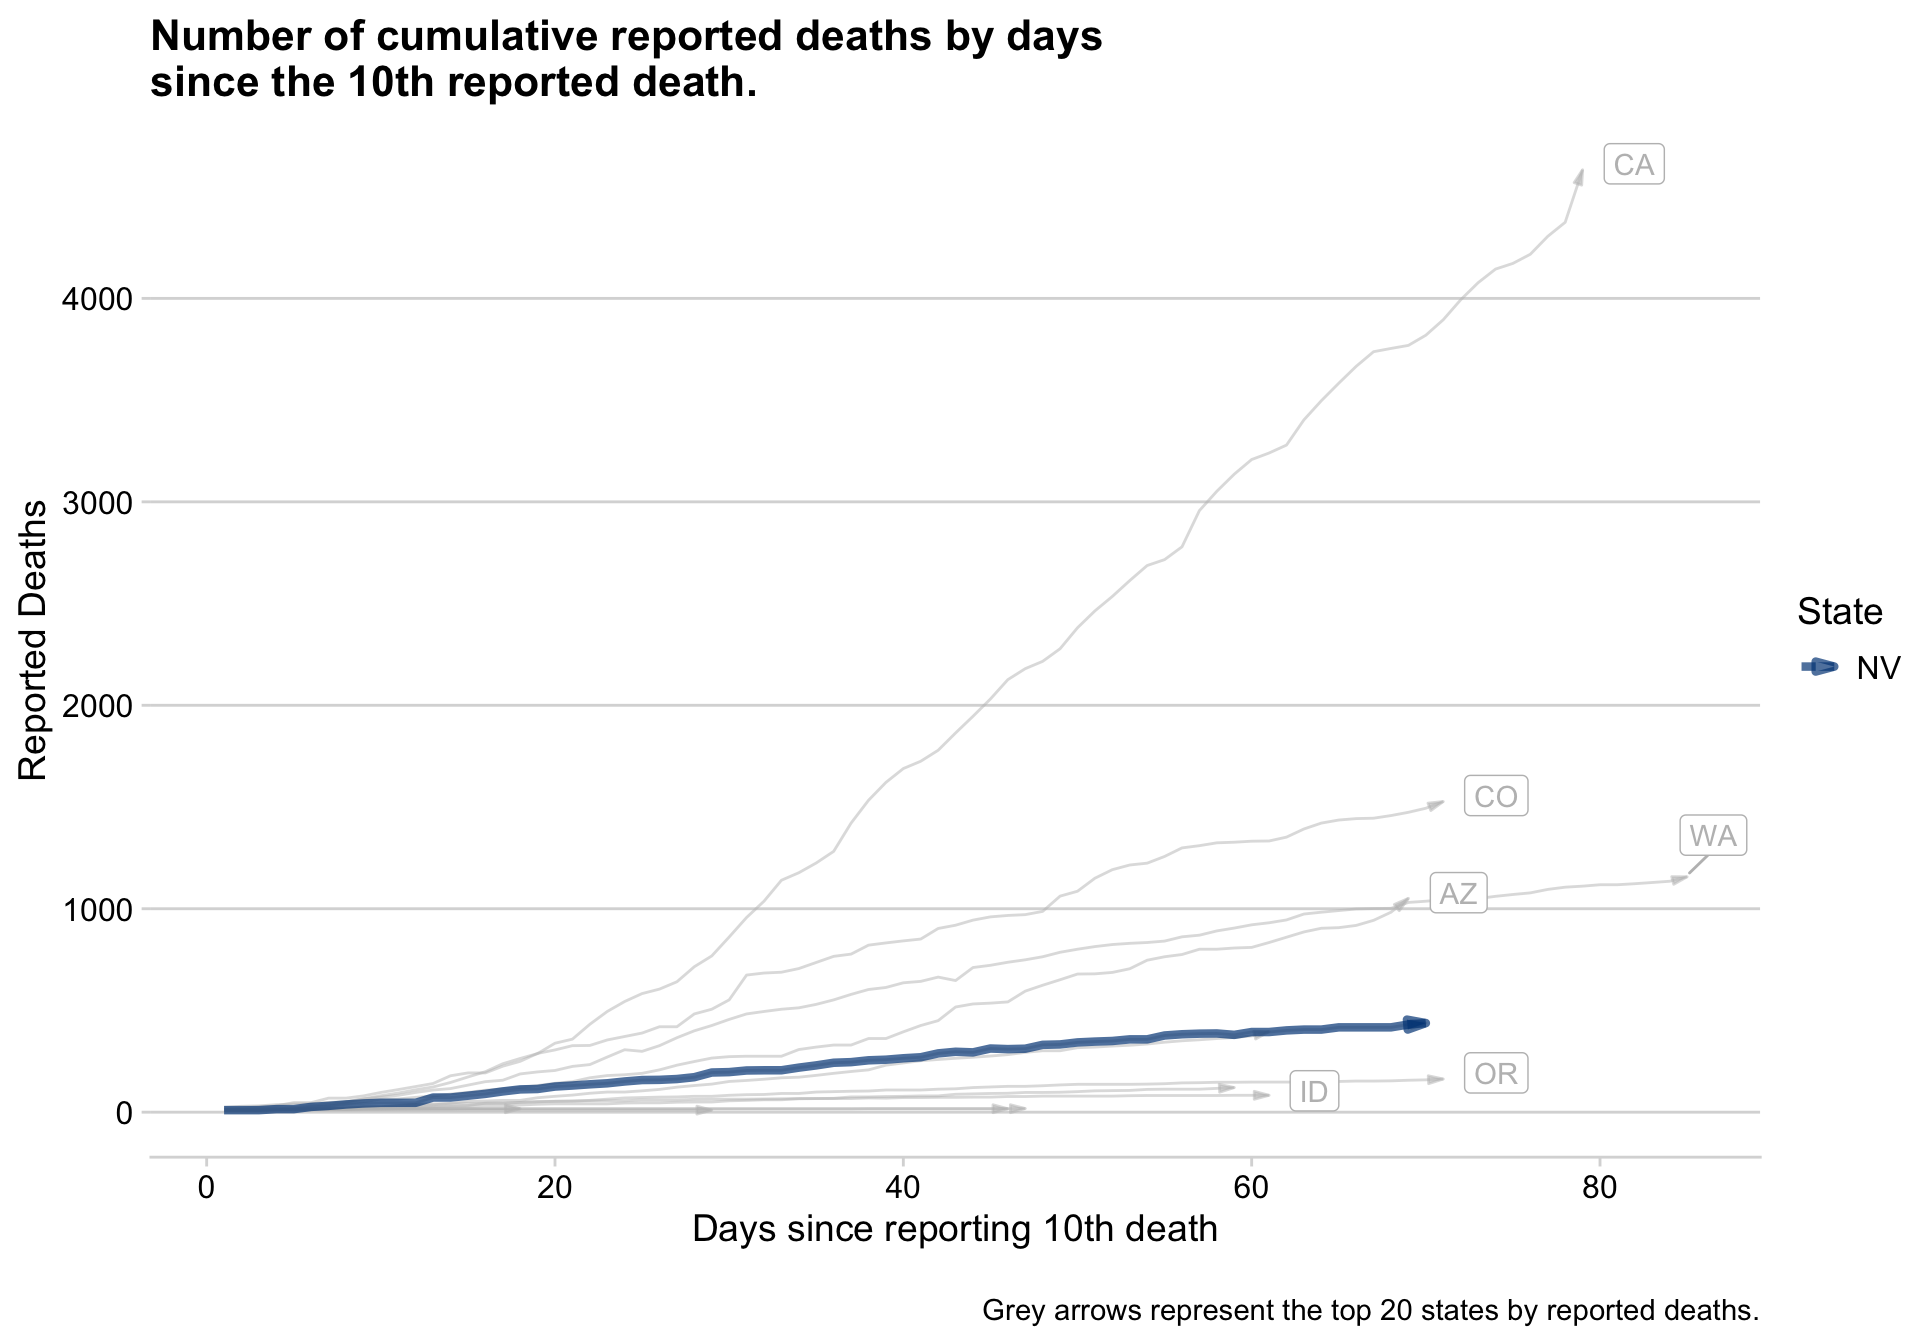 Number of cumulative reported deaths by days
since the 10th reported death.
CA
4000
3000
2000
1000
0
Reported Deaths
CO
WA
AZ
OR
ID
State
NV
0 20 40 60 80
Days since reporting 10th death
Grey arrows represent the top 20 states by reported deaths.